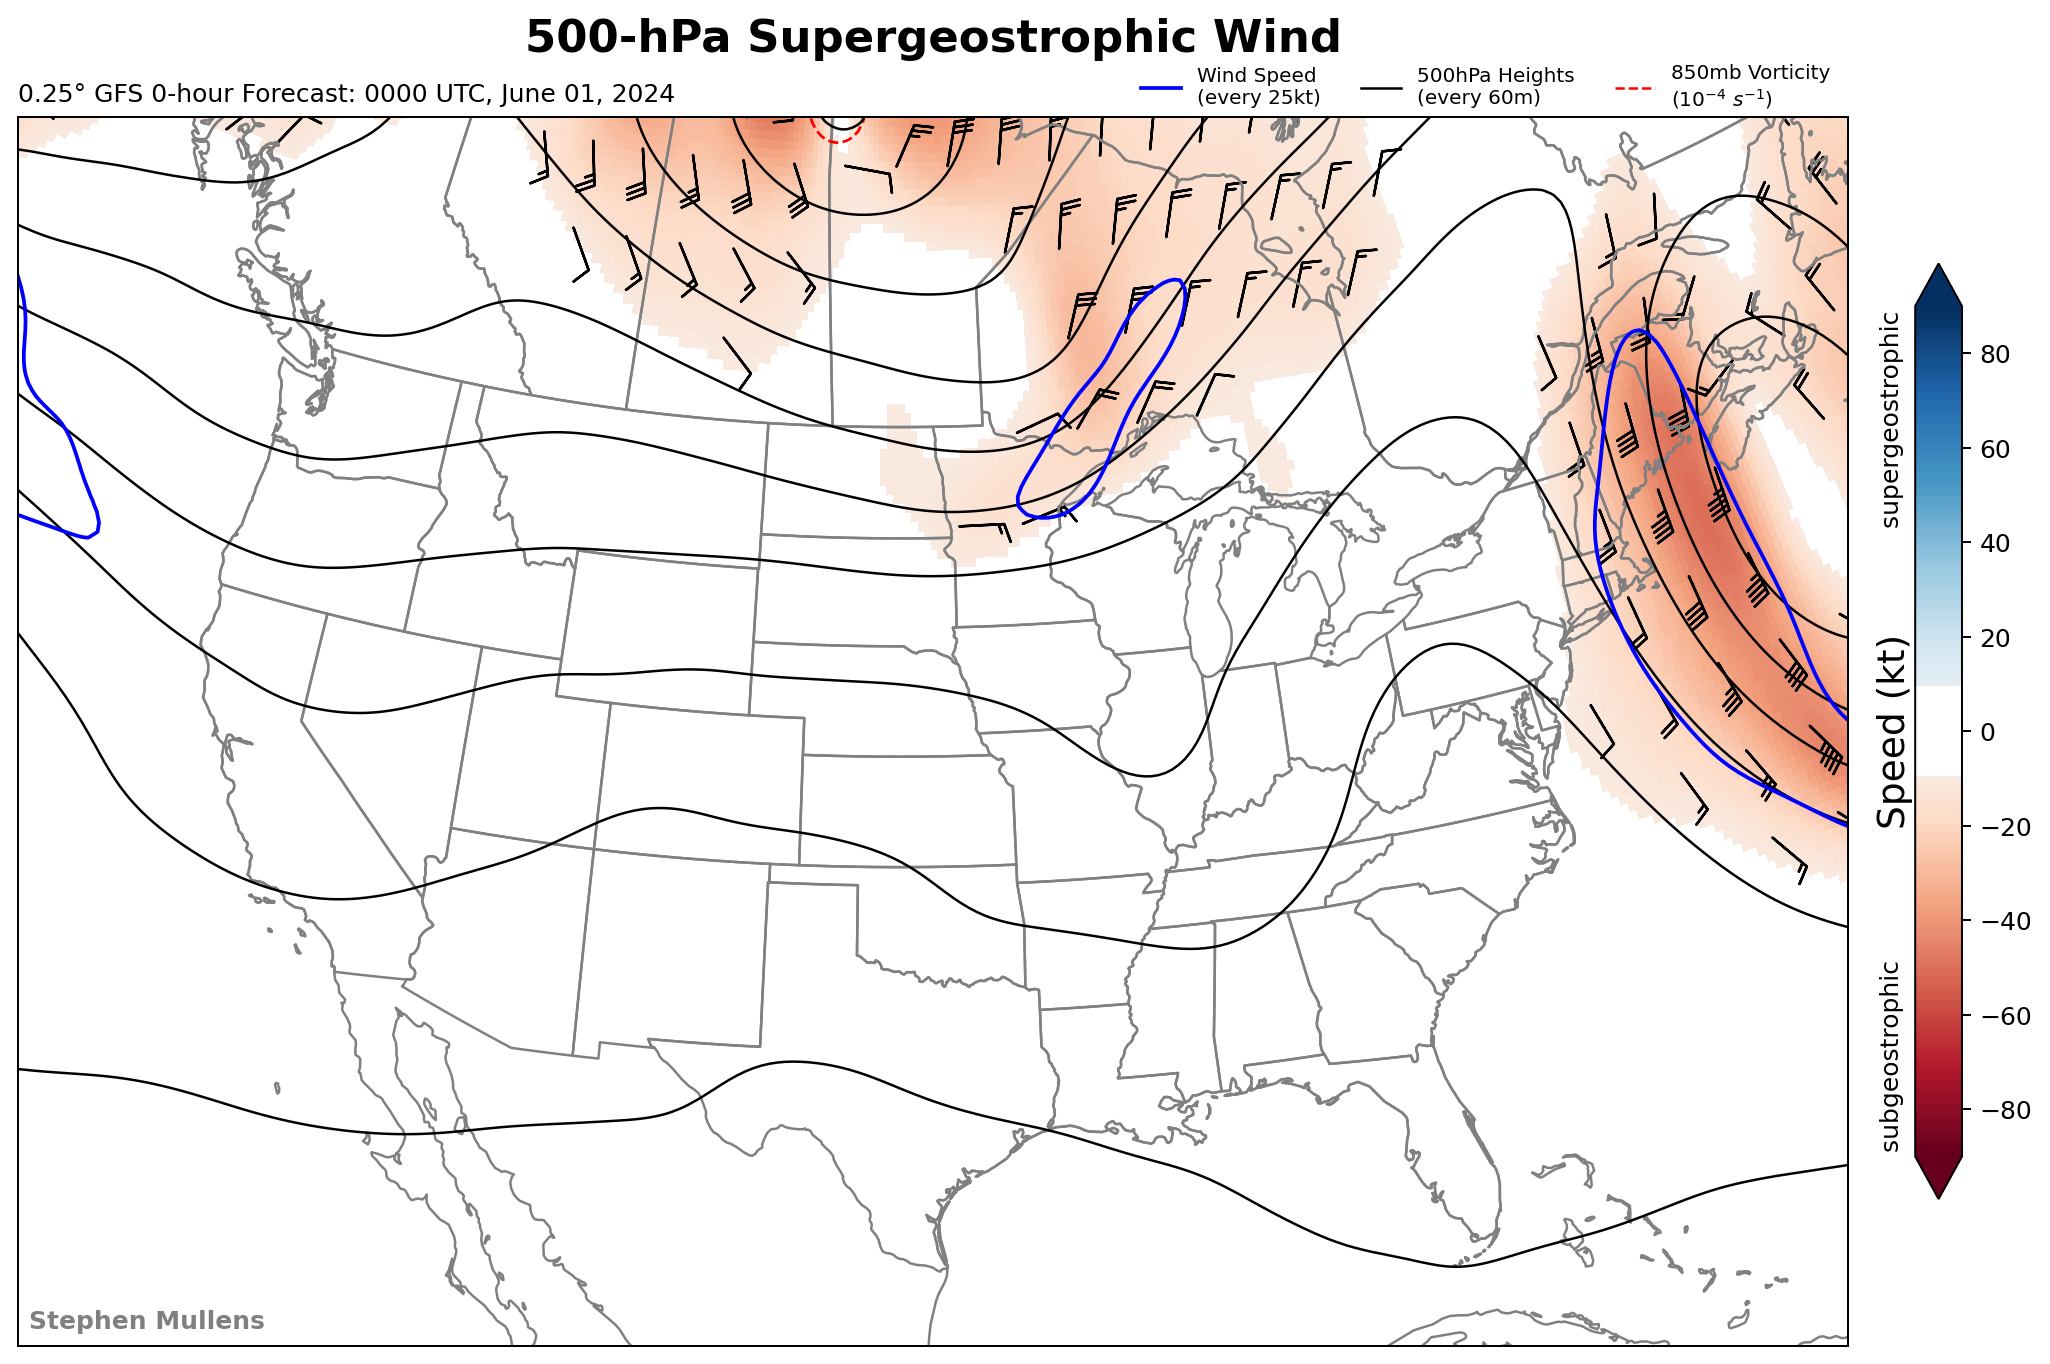 500-hPa Supergeostrophic Wind
0.25° GFS 0-hour Forecast: 0000 UTC, June 01, 2024
Wind Speed
(every 25kt)
500hPa Heights
(every 60m)
850mb Vorticity
(10⁻⁴ s⁻¹)
supergeostrophic
Speed (kt)
subgeostrophic
80
60
40
20
0
−20
−40
−60
−80
Stephen Mullens